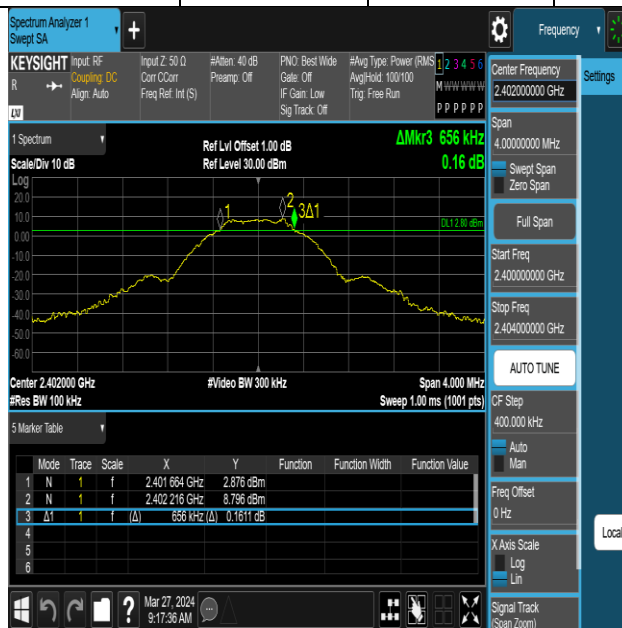 Spectrum Analyzer 1
Swept SA
+
Frequency
KEYSIGHT
R
LXI
Input: RF
Coupling: DC
Align: Auto
Input Z: 50 Ω
Corr CCorr
Freq Ref: Int (S)
#Atten: 40 dB
Preamp: Off
PNO: Best Wide
Gate: Off
IF Gain: Low
Sig Track: Off
#Avg Type: Power (RMS
Avg|Hold: 100/100
Trig: Free Run
1 2 3 4 5 6
M W W W W W
P P P P P P
1 Spectrum
Scale/Div 10 dB
Ref Lvl Offset 1.00 dB
Ref Level 30.00 dBm
ΔMkr3 656 kHz
0.16 dB
Log
20.0
10.0
0.00
-10.0
-20.0
-30.0
-40.0
-50.0
-60.0
1
2
3Δ1
DL1 2.80 dBm
Center 2.402000 GHz
#Res BW 100 kHz
#Video BW 300 kHz
Span 4.000 MHz
Sweep 1.00 ms (1001 pts)
5 Marker Table
Mode Trace Scale X Y Function Function Width Function Value
1 N 1 f 2.401 664 GHz 2.876 dBm
2 N 1 f 2.402 216 GHz 8.796 dBm
3 Δ1 1 f (Δ) 656 kHz (Δ) 0.1611 dB
4
5
6
?
Mar 27, 2024
9:17:36 AM
Center Frequency
2.402000000 GHz
Settings
Span
4.00000000 MHz
Swept Span
Zero Span
Full Span
Start Freq
2.400000000 GHz
Stop Freq
2.404000000 GHz
AUTO TUNE
CF Step
400.000 kHz
Auto
Man
Freq Offset
0 Hz
X Axis Scale
Log
Lin
Local
Signal Track
(Span Zoom)